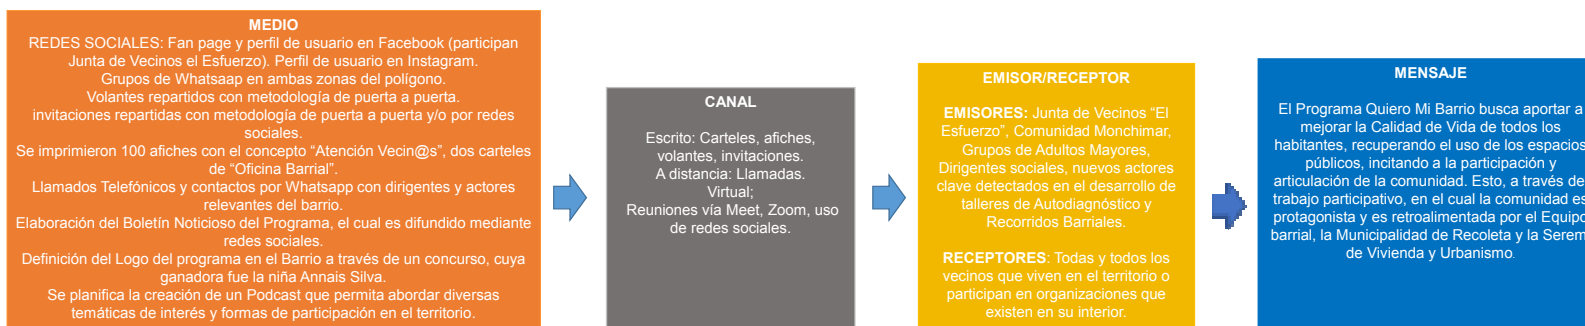 MEDIO
REDES SOCIALES: Fan page y perfil de usuario en Facebook (participan
Junta de Vecinos el Esfuerzo). Perfil de usuario en Instagram.
Grupos de Whatsaap en ambas zonas del polígono.
Volantes repartidos con metodología de puerta a puerta.
invitaciones repartidas con metodología de puerta a puerta y/o por redes
sociales.
Se imprimieron 100 afiches con el concepto “Atención Vecin@s”, dos carteles
de “Oficina Barrial”.
Llamados Telefónicos y contactos por Whatsapp con dirigentes y actores
relevantes del barrio.
Elaboración del Boletín Noticioso del Programa, el cual es difundido mediante
redes sociales.
Definición del Logo del programa en el Barrio a través de un concurso, cuya
ganadora fue la niña Annais Silva.
Se planifica la creación de un Podcast que permita abordar diversas
temáticas de interés y formas de participación en el territorio.
CANAL
Escrito: Carteles, afiches,
volantes, invitaciones.
A distancia: Llamadas.
Virtual;
Reuniones vía Meet, Zoom, uso
de redes sociales.
EMISOR/RECEPTOR
EMISORES: Junta de Vecinos “El
Esfuerzo”, Comunidad Monchimar,
Grupos de Adultos Mayores,
Dirigentes sociales, nuevos actores
clave detectados en el desarrollo de
talleres de Autodiagnóstico y
Recorridos Barriales.
RECEPTORES: Todas y todos los
vecinos que viven en el territorio o
participan en organizaciones que
existen en su interior.
MENSAJE
El Programa Quiero Mi Barrio busca aportar a
mejorar la Calidad de Vida de todos los
habitantes, recuperando el uso de los espacios
públicos, incitando a la participación y
articulación de la comunidad. Esto, a través de
trabajo participativo, en el cual la comunidad es
protagonista y es retroalimentada por el Equipo
barrial, la Municipalidad de Recoleta y la Serem
de Vivienda y Urbanismo.